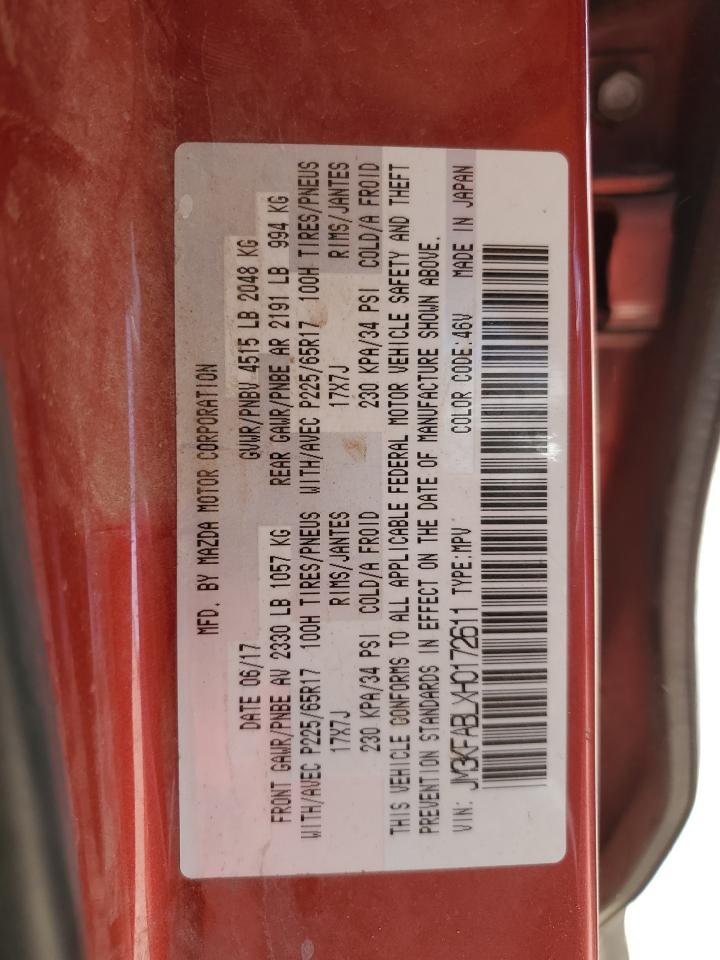 MFD. BY MAZDA MOTOR CORPORATION
DATE 06/17 GVWR/PNBV 4515 LB 2048 KG
FRONT GAWR/PNBE AV 2330 LB 1057 KG REAR GAWR/PNBE AR 2191 LB 994 KG
WITH/AVEC P225/65R17 100H TIRES/PNEUS WITH/AVEC P225/65R17 100H TIRES/PNEUS
17X7J RIMS/JANTES 17X7J RIMS/JANTES
230 KPA/34 PSI COLD/A FROID 230 KPA/34 PSI COLD/A FROID
THIS VEHICLE CONFORMS TO ALL APPLICABLE FEDERAL MOTOR VEHICLE SAFETY AND THEFT
PREVENTION STANDARDS IN EFFECT ON THE DATE OF MANUFACTURE SHOWN ABOVE.
VIN: JM3KFABLXH0172611 TYPE:MPV COLOR CODE:46V MADE IN JAPAN